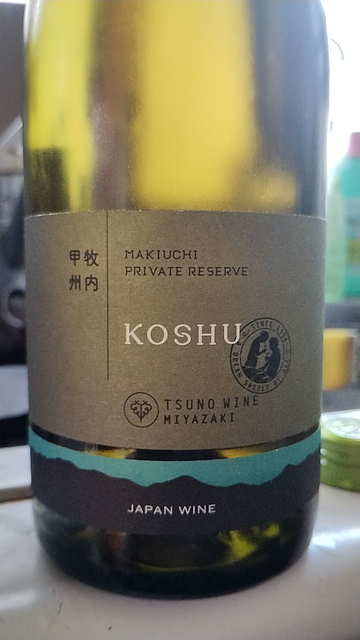 牧内
甲州
MAKIUCHI
PRIVATE RESERVE
KOSHU
TSUNO WINE
MIYAZAKI
JAPAN WINE